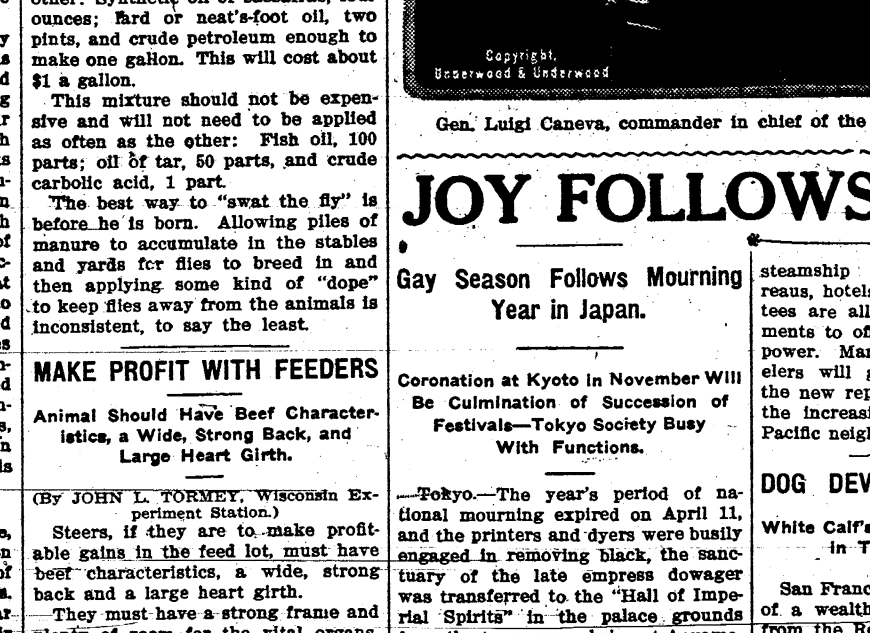 ounces; lard or neat's-foot oil, two
pints, and crude petroleum enough to
make one gallon. This will cost about
$1 a gallon.
This mixture should not be expen-
sive and will not need to be applied
as often as the other: Fish oil, 100
parts; oil of tar, 50 parts, and crude
carbolic acid, 1 part.
The best way to "swat the fly" is
before he is born. Allowing piles of
manure to accumulate in the stables
and yards for flies to breed in and
then applying some kind of "dope"
to keep flies away from the animals is
inconsistent, to say the least.
MAKE PROFIT WITH FEEDERS
Animal Should Have Beef Character-
istics, a Wide, Strong Back, and
Large Heart Girth.
(By JOHN L. TORMEY, Wisconsin Ex-
periment Station.)
Steers, if they are to make profit-
able gains in the feed lot, must have
beef characteristics, a wide, strong
back and a large heart girth.
They must have a strong frame and
Copyright,
Underwood & Underwood
Gen. Luigi Caneva, commander in chief of the
JOY FOLLOWS
Gay Season Follows Mourning
Year in Japan.
Coronation at Kyoto in November Will
Be Culmination of Succession of
Festivals—Tokyo Society Busy
With Functions.
Tokyo.—The year's period of na-
tional mourning expired on April 11,
and the printers and dyers were busily
engaged in removing black, the sanc-
tuary of the late empress dowager
was transferred to the "Hall of Impe-
rial Spirits" in the palace grounds
steamship
reaus, hotels
tees are all
ments to of
power. Man
elers will g
the new rep
the increasi
Pacific neigh
DOG DEV
White Calf's
in T
San Franc
of a wealth
from the Re